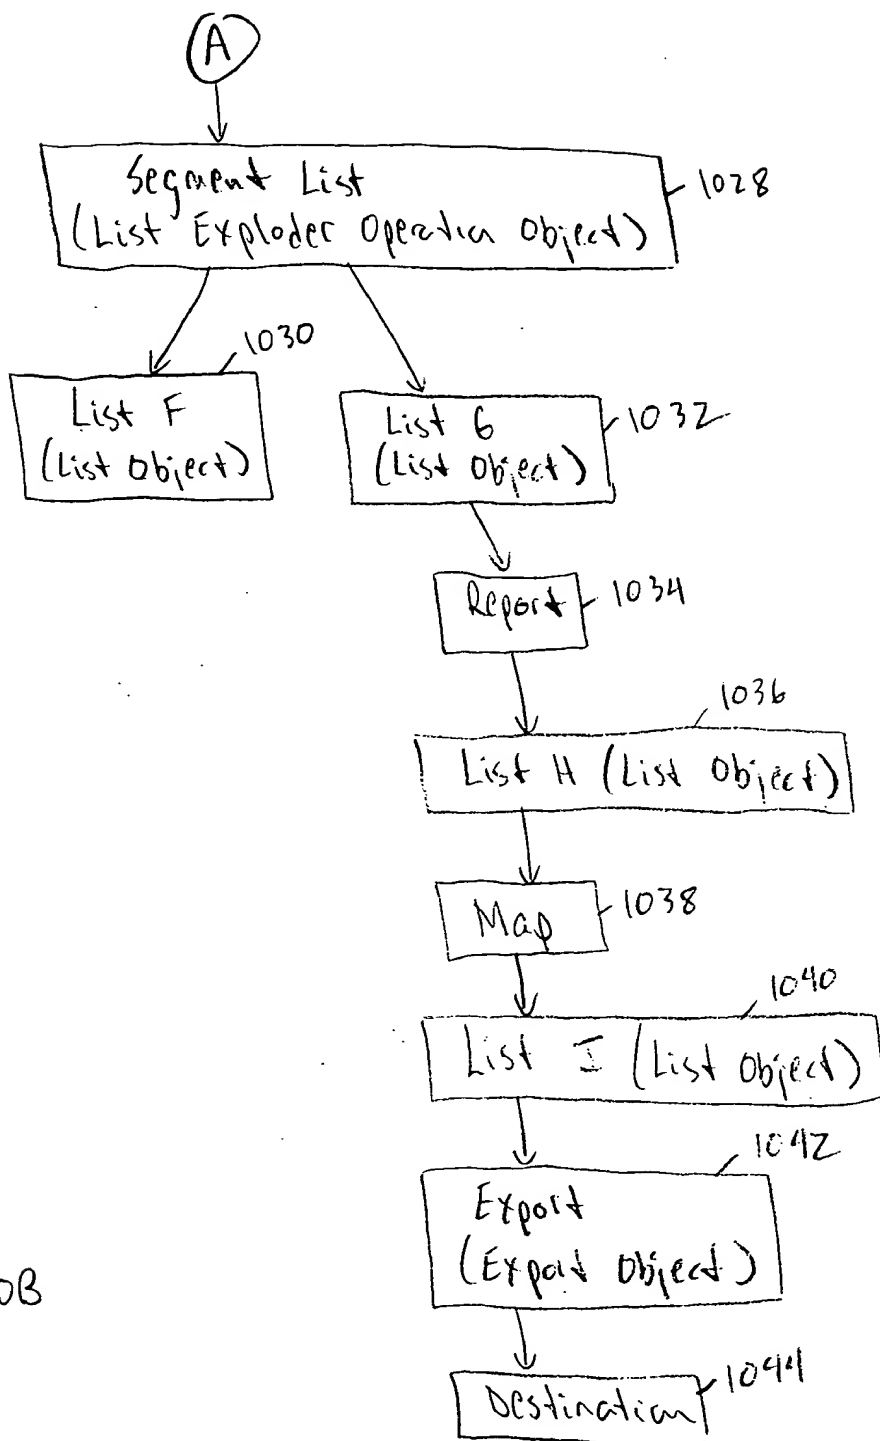 A
Segment List
(List Exploder Operation Object)
1028
1030
List F
(List Object)
List G
(List Object)
1032
Report
1034
1036
List H (List Object)
Map
1038
1040
List I (List Object)
1042
Export
(Export Object)
0B
Destination
1044